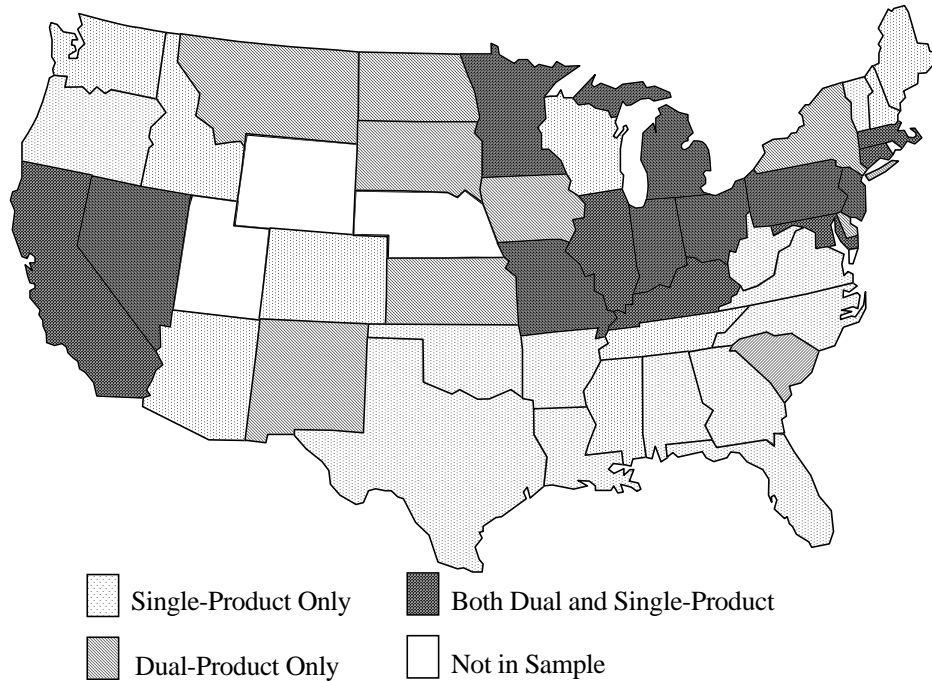 Single-Product Only
Both Dual and Single-Product
Dual-Product Only
Not in Sample